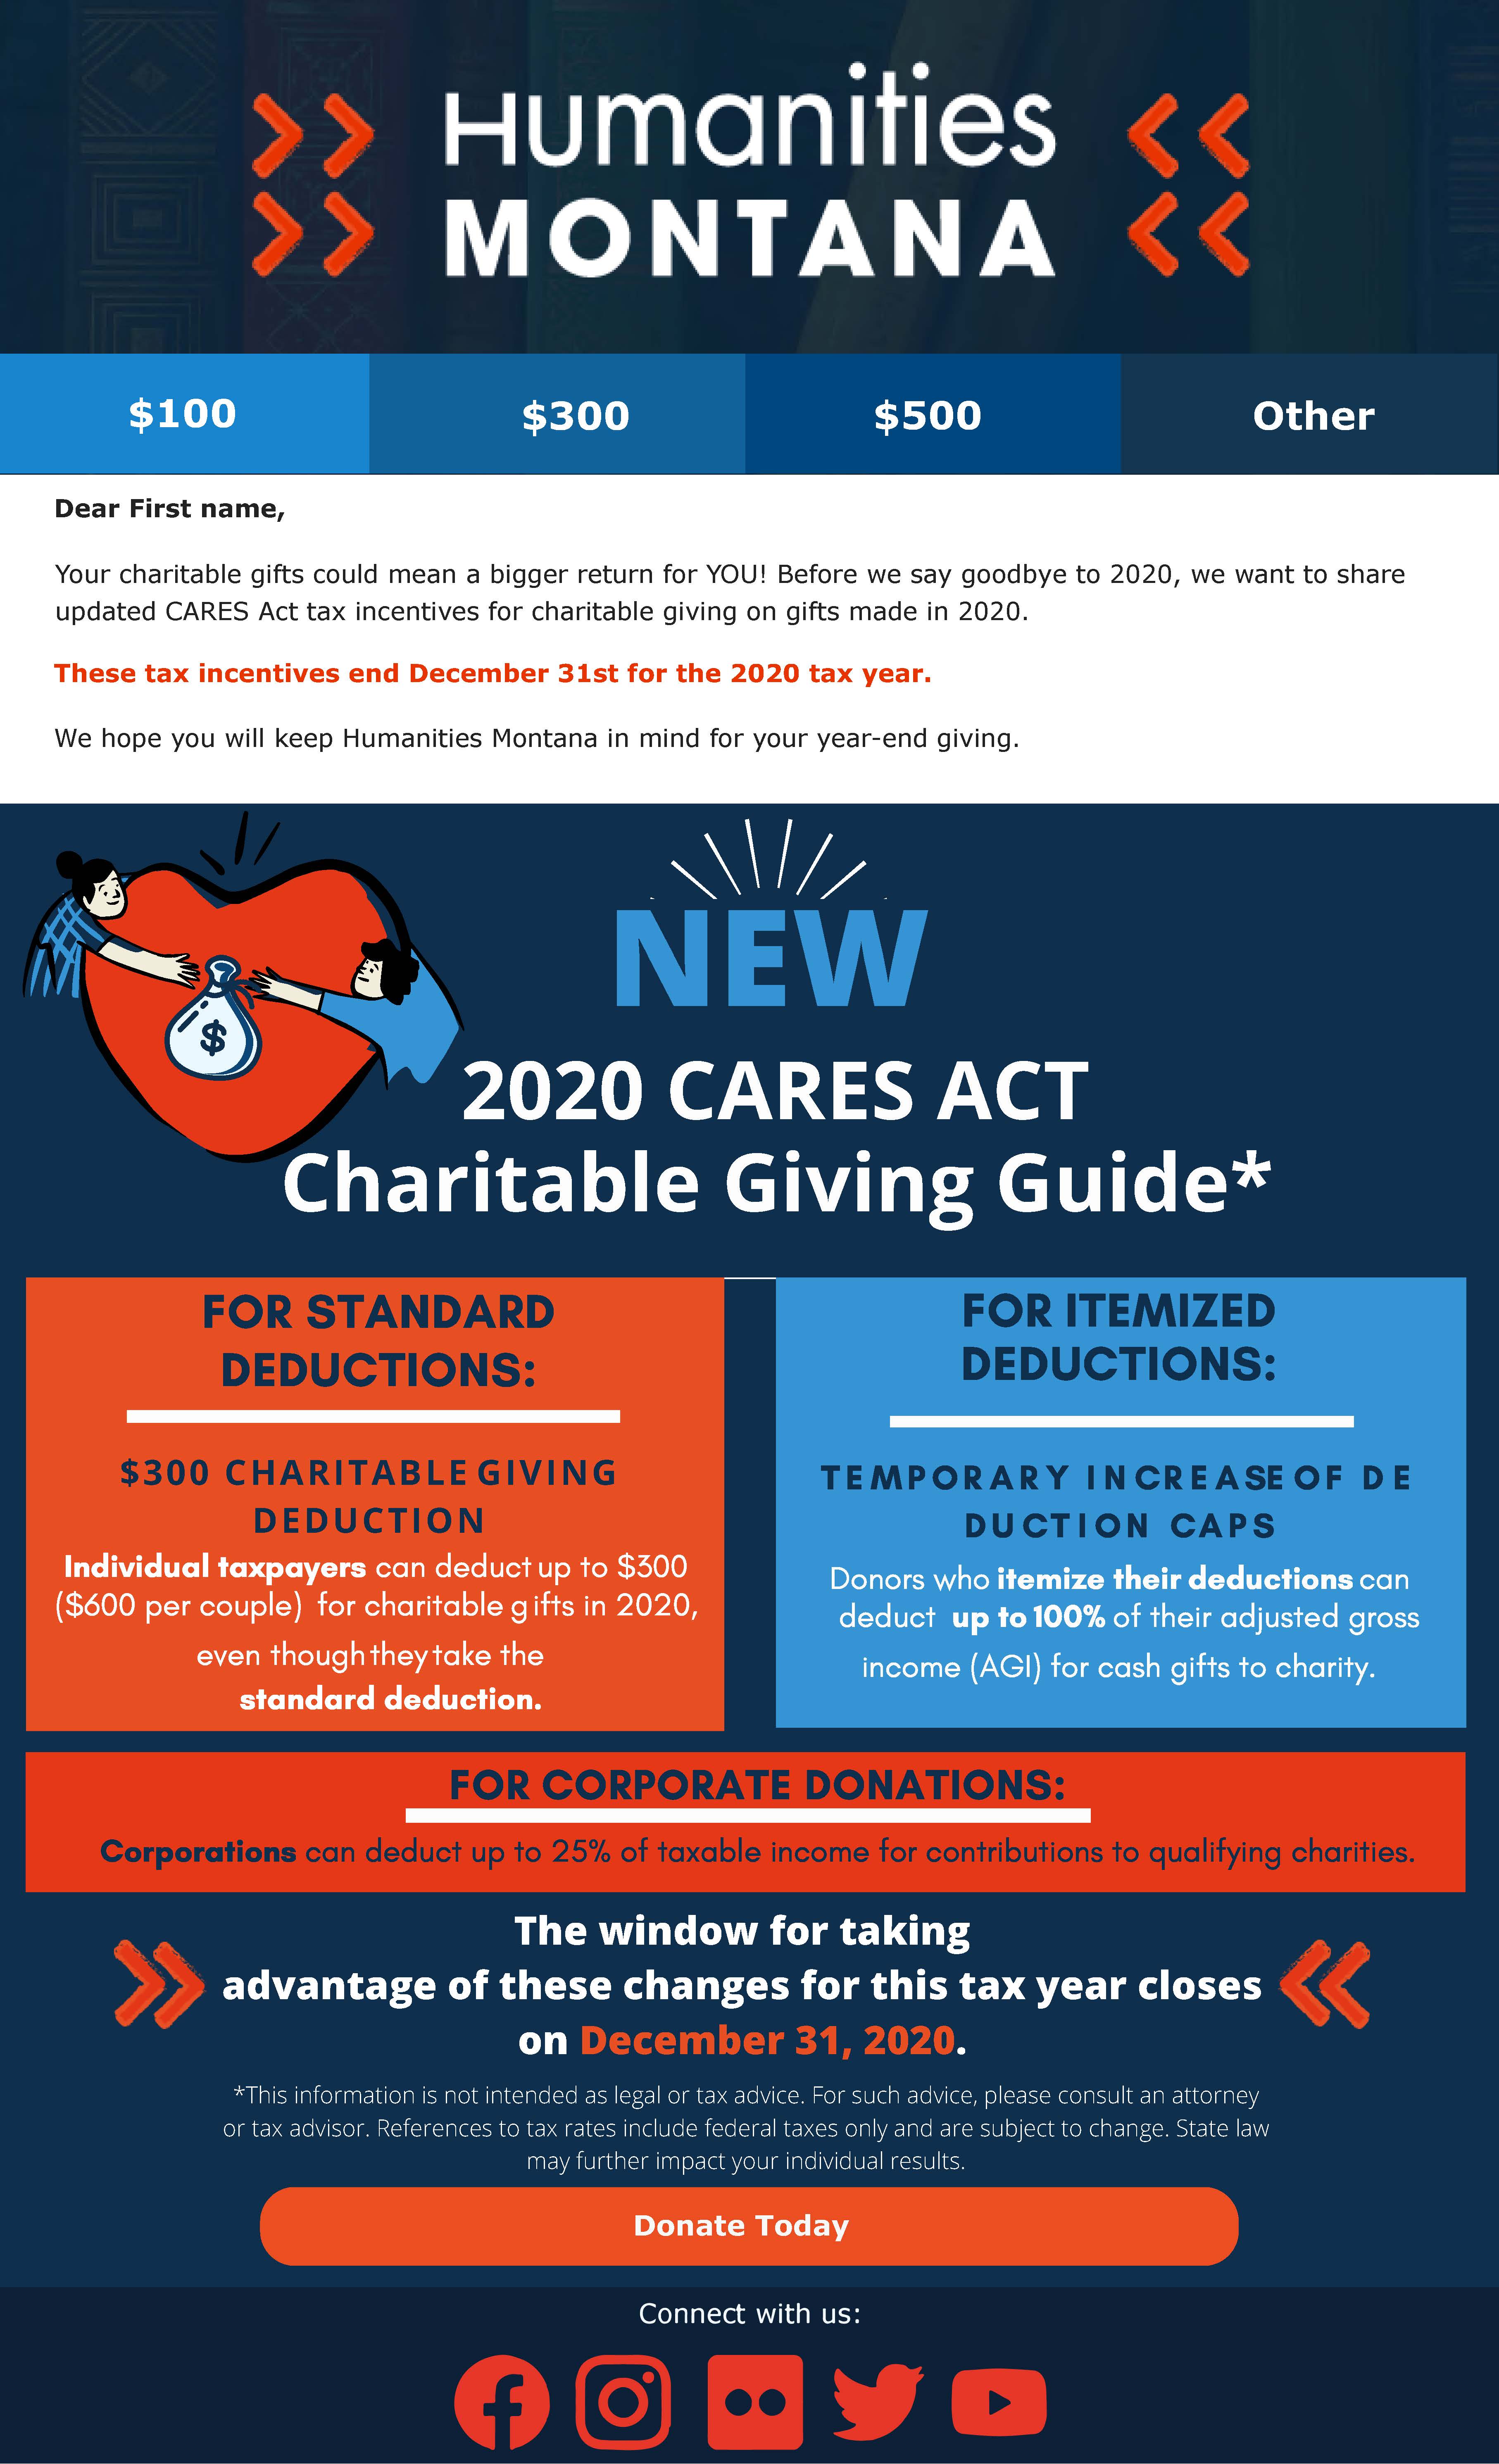 Humanities
MONTANA
$100
$300
$500
Other
Dear First name,
Your charitable gifts could mean a bigger return for YOU! Before we say goodbye to 2020, we want to share
updated CARES Act tax incentives for charitable giving on gifts made in 2020.
These tax incentives end December 31st for the 2020 tax year.
We hope you will keep Humanities Montana in mind for your year-end giving.
$
NEW
2020 CARES ACT
Charitable Giving Guide*
FOR STANDARD
DEDUCTIONS:
$300 CHARITABLE GIVING
DEDUCTION
Individual taxpayers can deduct up to $300
($600 per couple) for charitable gifts in 2020,
even though they take the
standard deduction.
FOR ITEMIZED
DEDUCTIONS:
TEMPORARY INCREASE OF DE
DUCTION CAPS
Donors who itemize their deductions can
deduct up to 100% of their adjusted gross
income (AGI) for cash gifts to charity.
FOR CORPORATE DONATIONS:
Corporations can deduct up to 25% of taxable income for contributions to qualifying charities.
The window for taking
advantage of these changes for this tax year closes
on December 31, 2020.
*This information is not intended as legal or tax advice. For such advice, please consult an attorney
or tax advisor. References to tax rates include federal taxes only and are subject to change. State law
may further impact your individual results.
Donate Today
Connect with us: